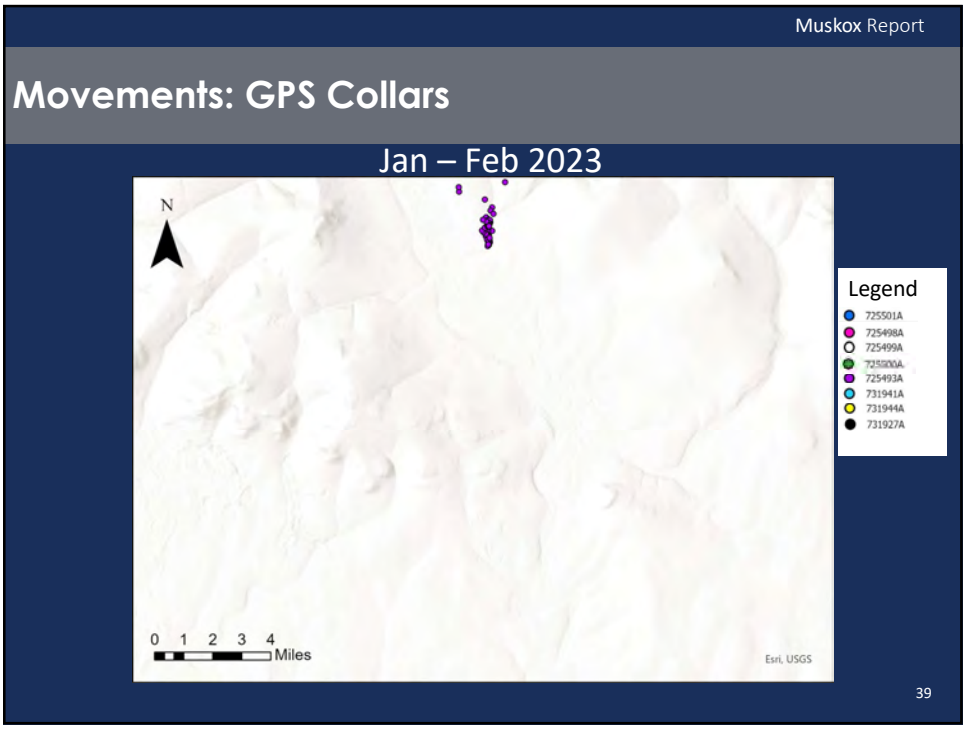 Muskox Report
Movements: GPS Collars
Jan – Feb 2023
N
Legend
725501A
725498A
725499A
725493A
731941A
731944A
731927A
0 1 2 3 4
Miles
Esri, USGS
39